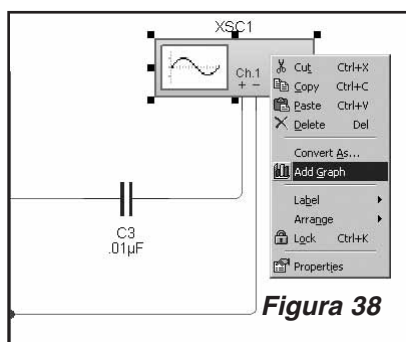 XSC1
Ch.1
+ −
Cut Ctrl+X
Copy Ctrl+C
Paste Ctrl+V
Delete Del
Convert As...
Add Graph
Label
Arrange
Lock Ctrl+K
Properties
C3
.01µF
Figura 38